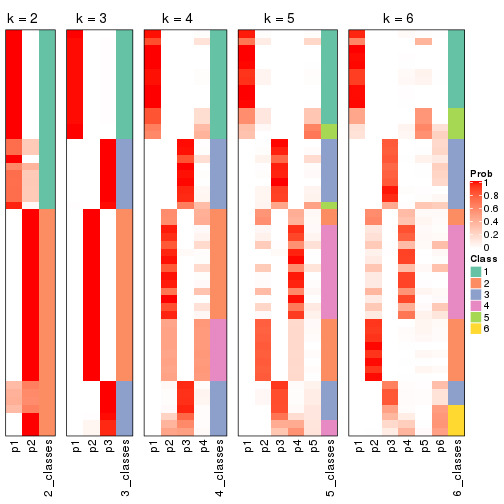 k = 2
k = 3
k = 4
k = 5
k = 6
p1
p2
2_classes
p1
p2
p3
3_classes
p1
p2
p3
p4
4_classes
p1
p2
p3
p4
p5
5_classes
p1
p2
p3
p4
p5
p6
6_classes
Prob
1
0.8
0.6
0.4
0.2
0
Class
1
2
3
4
5
6